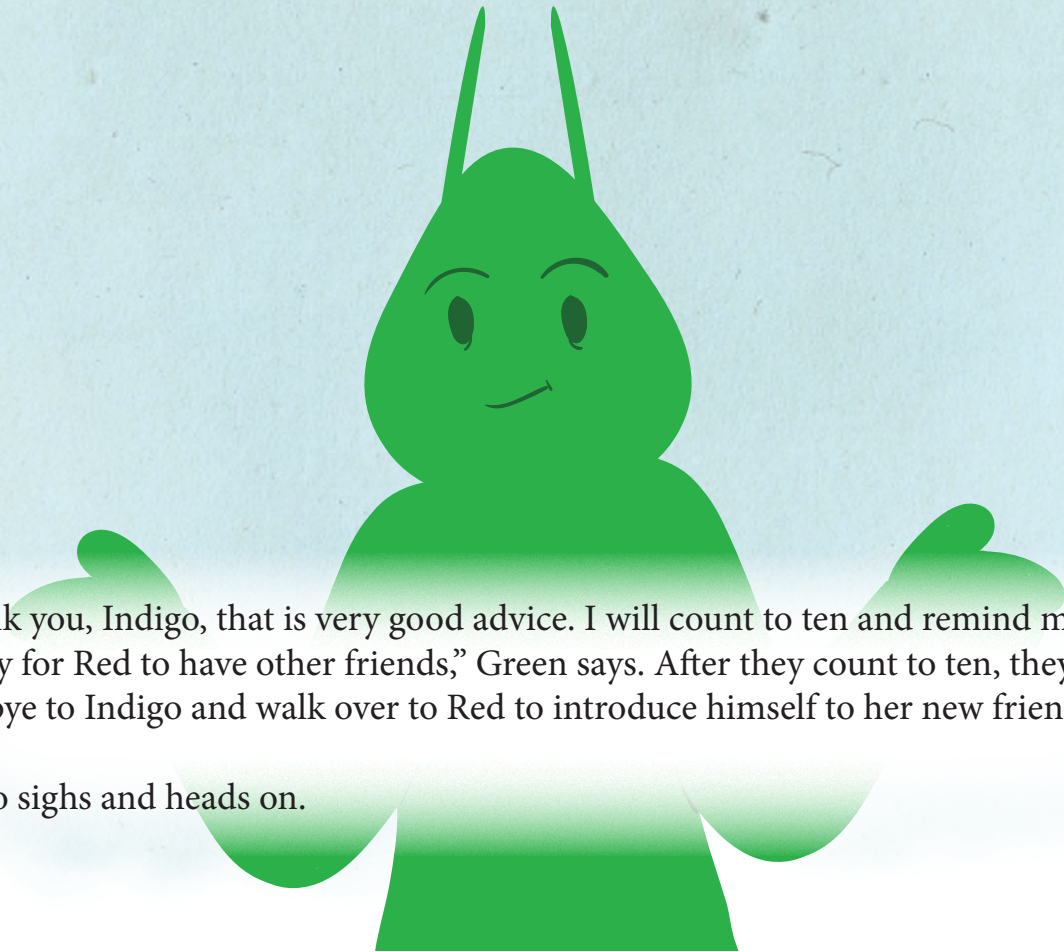 k you, Indigo, that is very good advice. I will count to ten and remind m
y for Red to have other friends,” Green says. After they count to ten, they
ye to Indigo and walk over to Red to introduce himself to her new frien
o sighs and heads on.